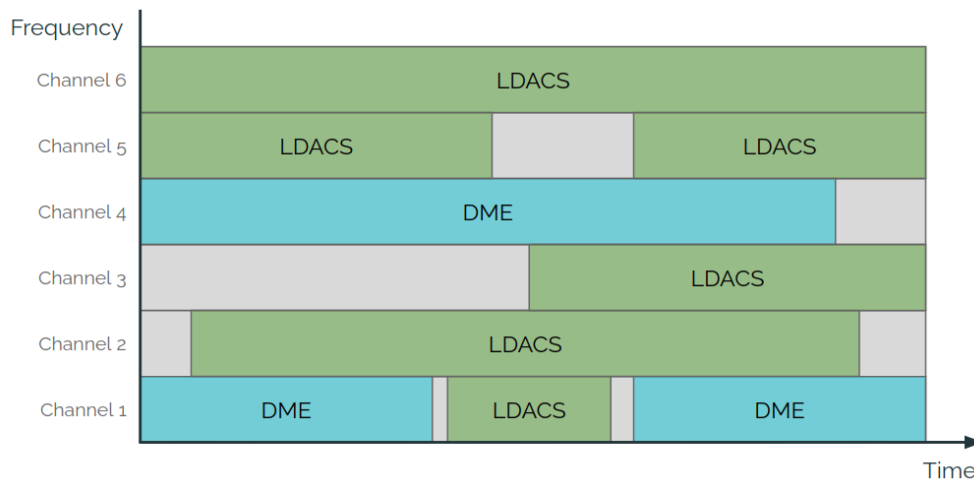 Frequency
Channel 6
LDACS
Channel 5
LDACS
LDACS
Channel 4
DME
Channel 3
LDACS
Channel 2
LDACS
Channel 1
DME
LDACS
DME
Time